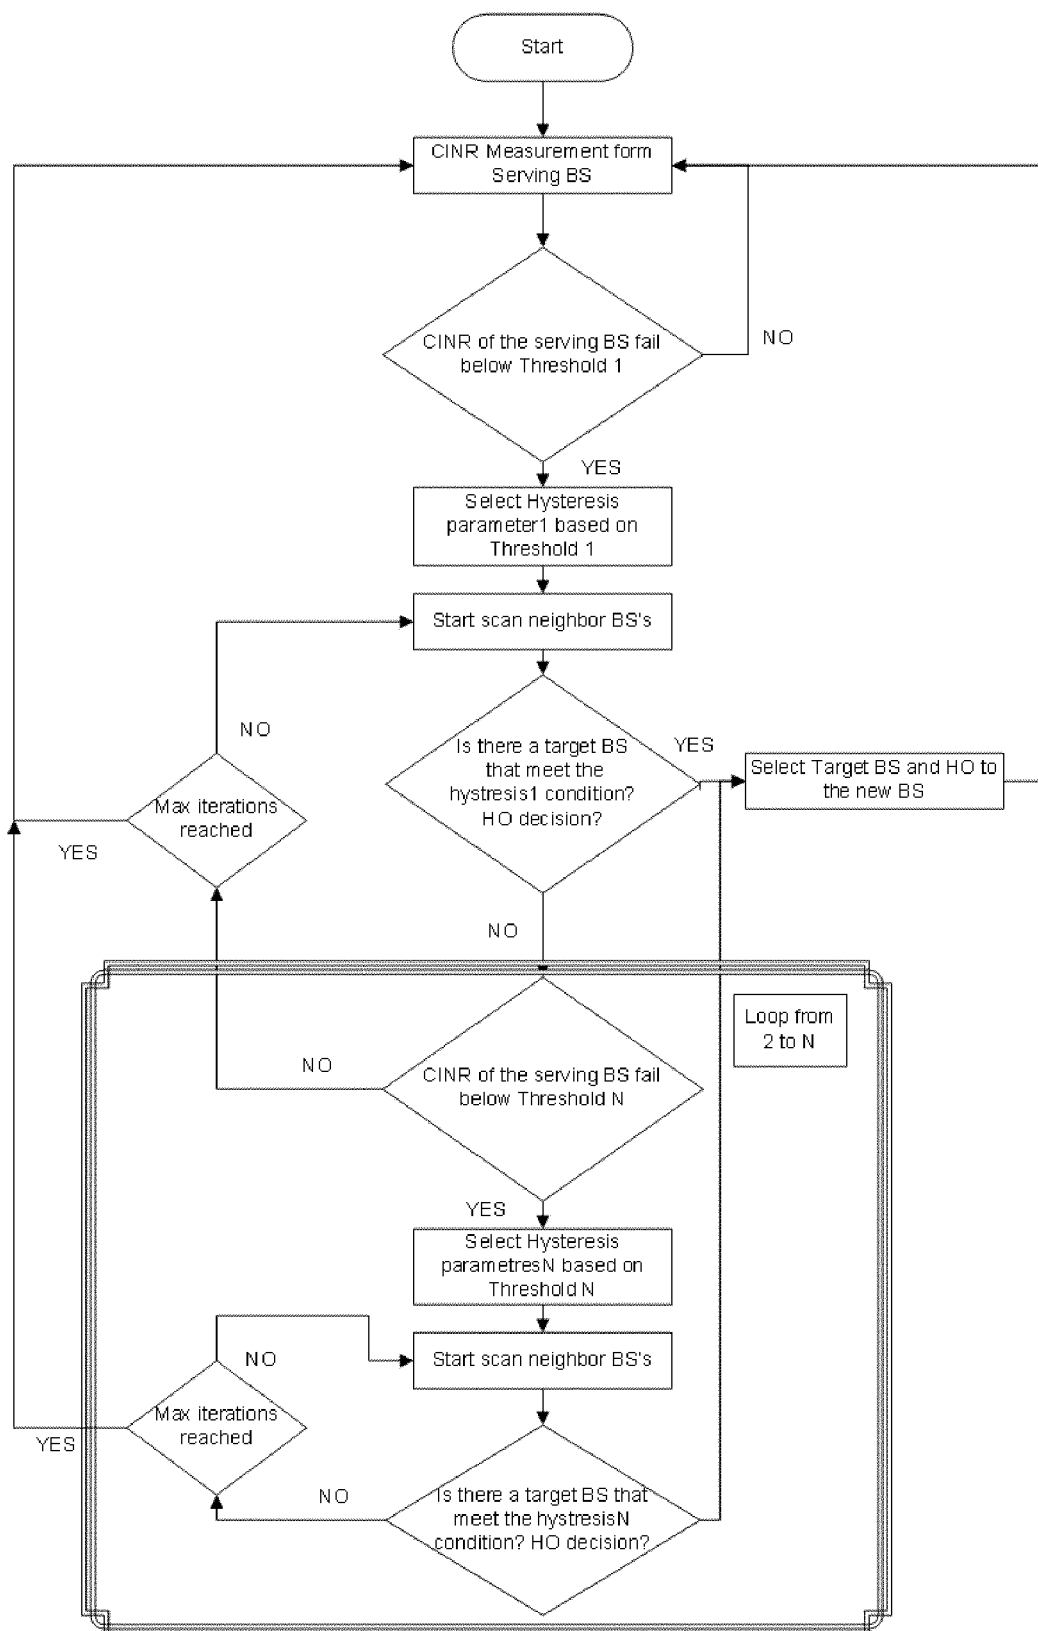 Start
CINR Measurement form
Serving BS
CINR of the serving BS fail
below Threshold 1
NO
YES
Select Hysteresis
parameter1 based on
Threshold 1
Start scan neighbor BS's
NO
Is there a target BS
that meet the
hystresis1 condition?
HO decision?
YES
Select Target BS and HO to
the new BS
Max iterations
reached
YES
NO
Loop from
2 to N
NO
CINR of the serving BS fail
below Threshold N
YES
Select Hysteresis
parametresN based on
Threshold N
Start scan neighbor BS's
NO
Max iterations
reached
YES
NO
Is there a target BS that
meet the hystresisN
condition? HO decision?